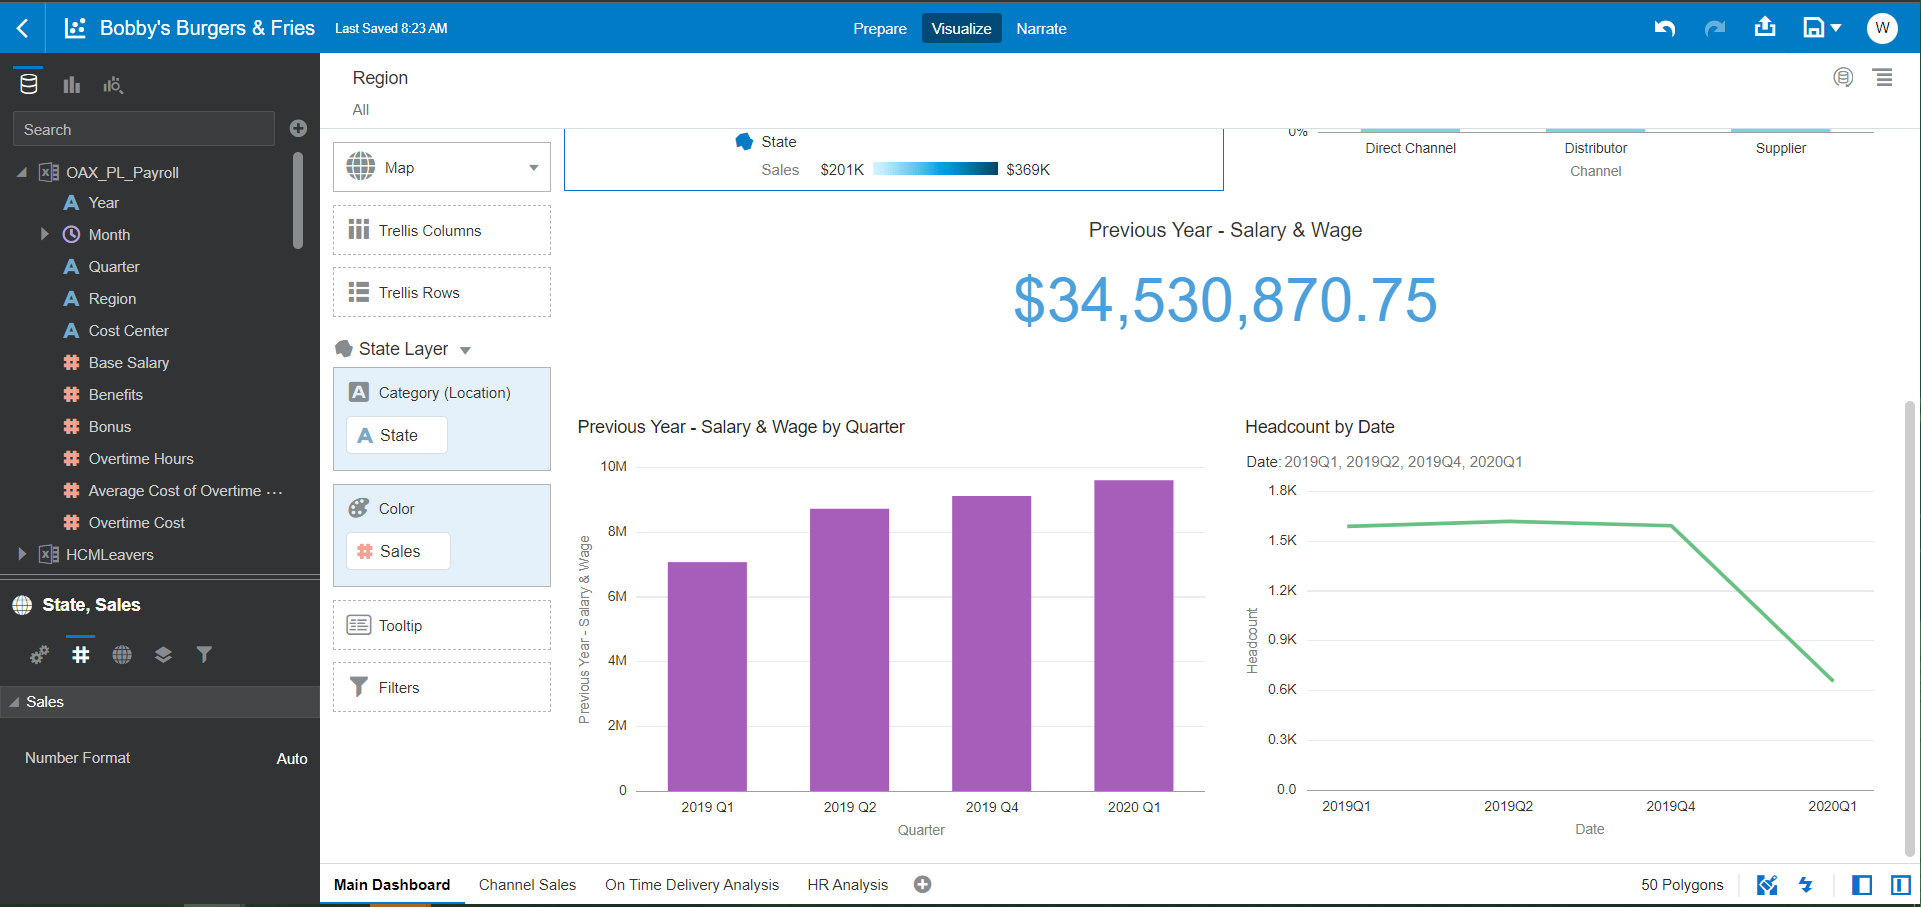 Bobby's Burgers & Fries
Last Saved 8:23 AM
Prepare
Visualize
Narrate
W
Search
OAX_PL_Payroll
Year
Month
Quarter
Region
Cost Center
Base Salary
Benefits
Bonus
Overtime Hours
Average Cost of Overtime ...
Overtime Cost
HCMLeavers
State, Sales
Sales
Number Format
Auto
Region
All
Map
Trellis Columns
Trellis Rows
State Layer
Category (Location)
State
Color
Sales
Tooltip
Filters
State
Sales $201K $369K
0%
Direct Channel Distributor Supplier
Channel
Previous Year - Salary & Wage
$34,530,870.75
Previous Year - Salary & Wage by Quarter
10M
8M
6M
4M
2M
0
Previous Year - Salary & Wage
2019 Q1 2019 Q2 2019 Q4 2020 Q1
Quarter
Headcount by Date
Date: 2019Q1, 2019Q2, 2019Q4, 2020Q1
1.8K
1.5K
1.2K
0.9K
0.6K
0.3K
0.0
Headcount
2019Q1 2019Q2 2019Q4 2020Q1
Date
Main Dashboard
Channel Sales
On Time Delivery Analysis
HR Analysis
50 Polygons